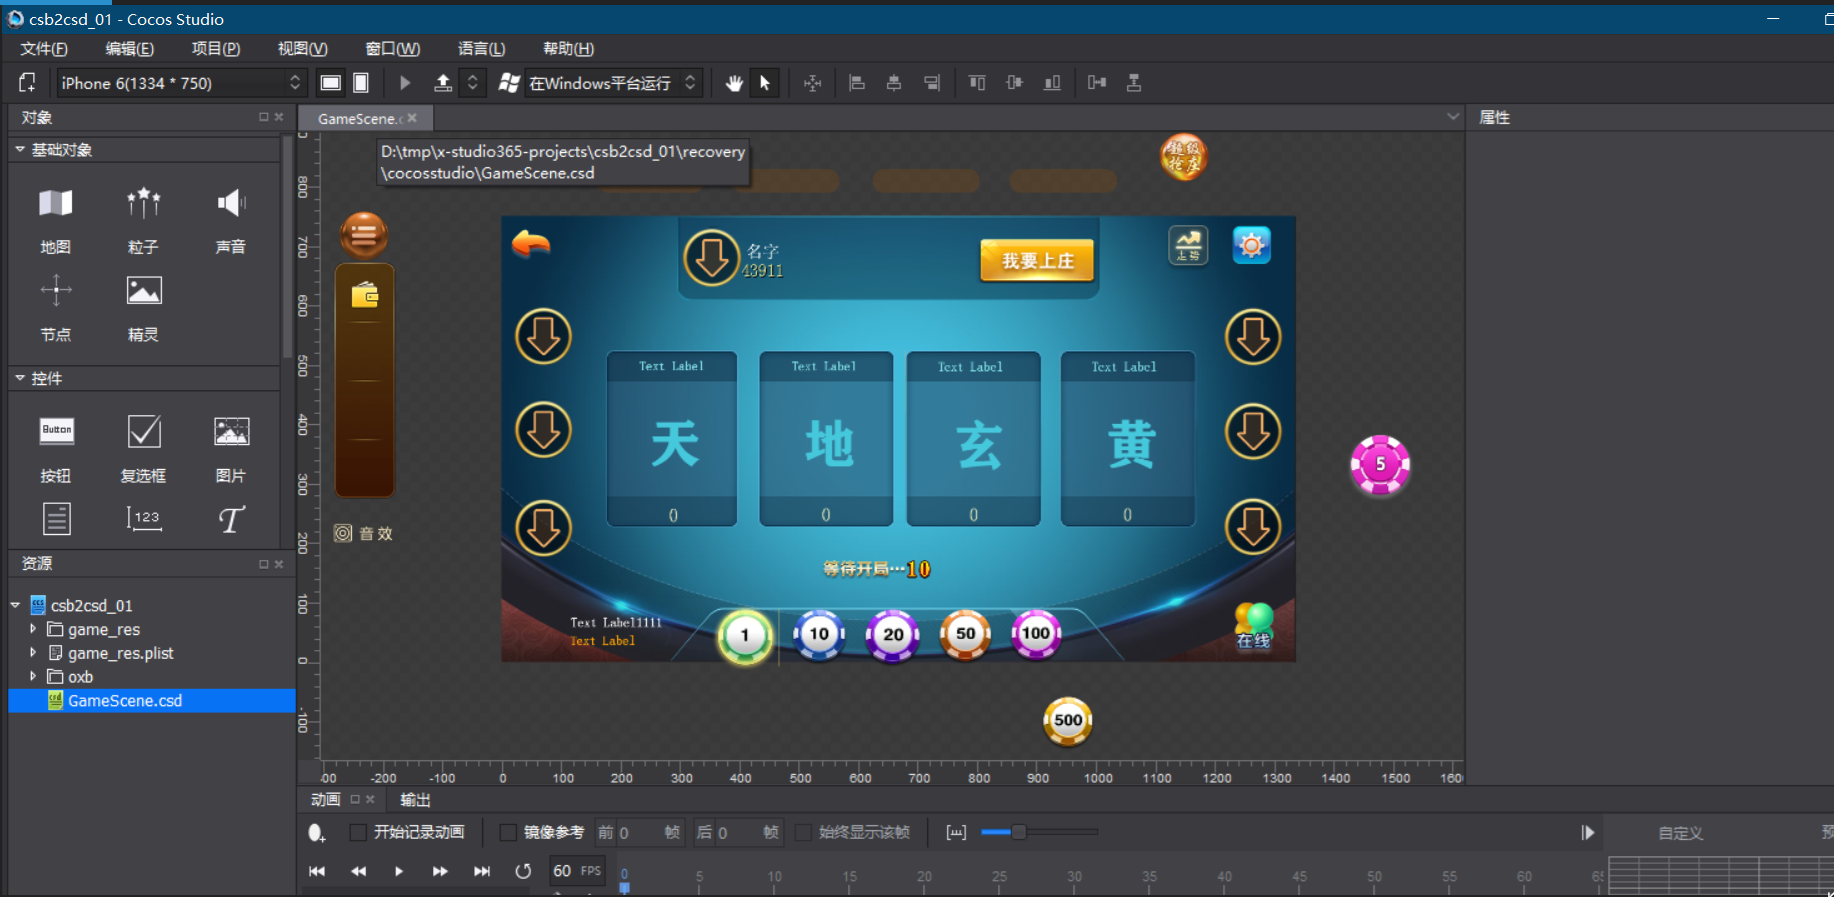 csb2csd_01 - Cocos Studio
文件(F) 编辑(E) 项目(P) 视图(V) 窗口(W) 语言(L) 帮助(H)
iPhone 6(1334 * 750) 在Windows平台运行
对象
GameScene.
属性
基础对象
D:\tmp\x-studio365-projects\csb2csd_01\recovery
\cocosstudio\GameScene.csd
超级
抢庄
地图 粒子 声音
节点 精灵
控件
Button
按钮 复选框 图片
123
T
资源
csb2csd_01
game_res
game_res.plist
oxb
GameScene.csd
名字
43911
我要上庄
走势
Text Label Text Label Text Label Text Label
天 地 玄 黄
0 0 0 0
音效
等待开局···10
Text Label1111
Text Label
1 10 20 50 100
在线
5
500
800
700
600
500
400
300
200
100
0
-100
00 -200 -100 0 100 200 300 400 500 600 700 800 900 1000 1100 1200 1300 1400 1500 160
动画 输出
开始记录动画 镜像参考 前 0 帧 后 0 帧 始终显示该帧 自定义 预
60 FPS
0 5 10 15 20 25 30 35 40 45 50 55 60 65